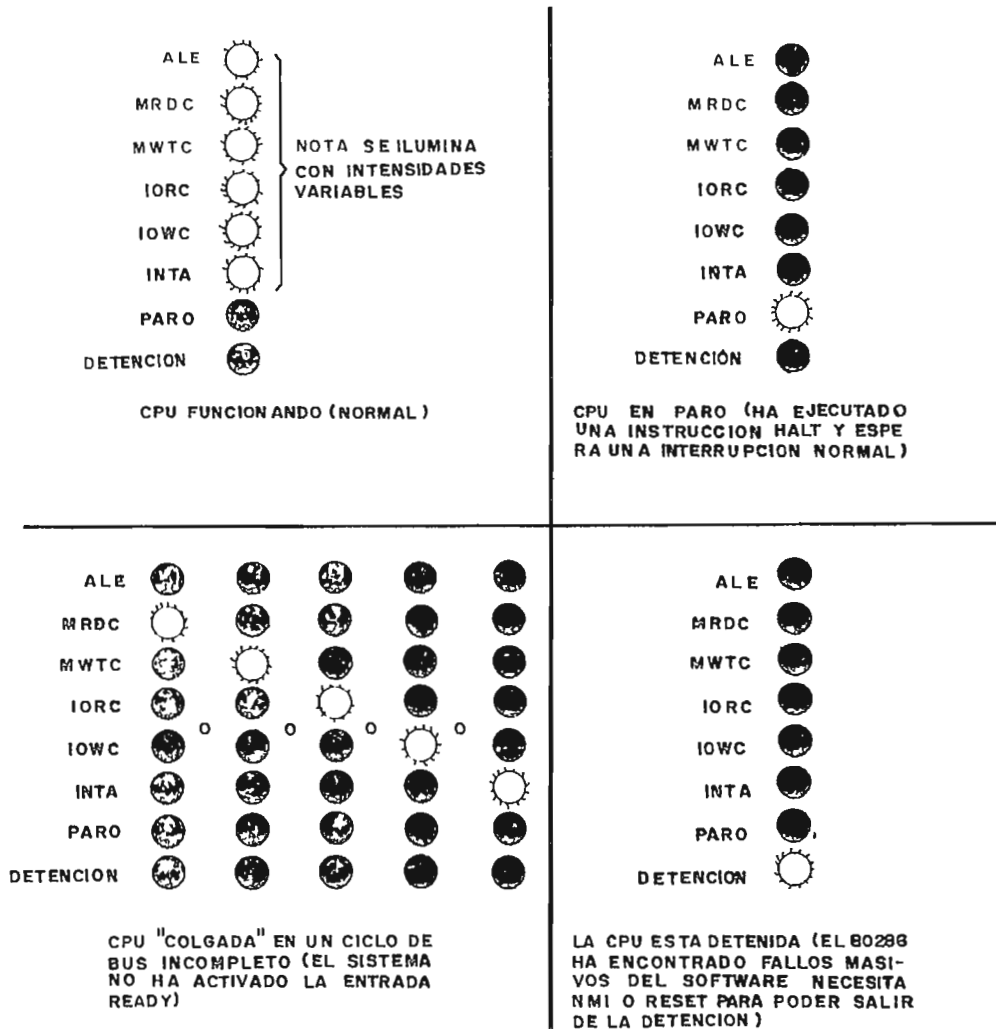 ALE
MRDC
MWTC
IORC
IOWC
INTA
PARO
DETENCION
NOTA SE ILUMINA
CON INTENSIDADES
VARIABLES
CPU FUNCIONANDO (NORMAL)
ALE
MRDC
MWTC
IORC
IOWC
INTA
PARO
DETENCIÓN
CPU EN PARO (HA EJECUTADO
UNA INSTRUCCION HALT Y ESPE
RA UNA INTERRUPCION NORMAL)
ALE
MRDC
MWTC
IORC
O O O O
IOWC
INTA
PARO
DETENCION
CPU "COLGADA" EN UN CICLO DE
BUS INCOMPLETO (EL SISTEMA
NO HA ACTIVADO LA ENTRADA
READY)
ALE
MRDC
MWTC
IORC
IOWC
INTA
PARO
DETENCION
LA CPU ESTA DETENIDA (EL 80286
HA ENCONTRADO FALLOS MASI-
VOS DEL SOFTWARE NECESITA
NMI O RESET PARA PODER SALIR
DE LA DETENCION)